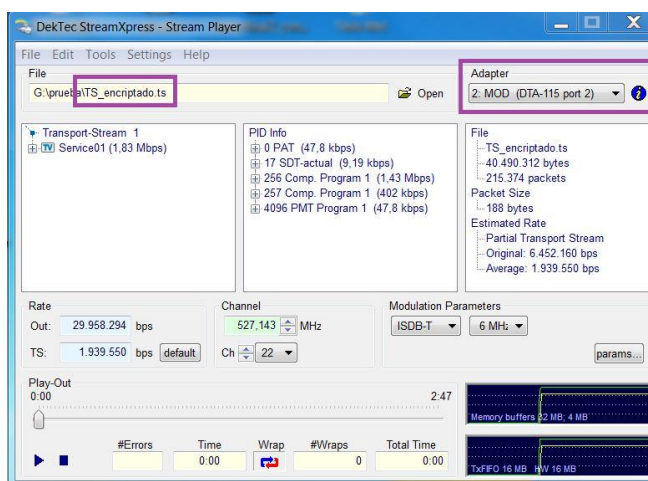 DekTec StreamXpress - Stream Player
File Edit Tools Settings Help
File
G:\prueba\TS_encriptado.ts
Open
Adapter
2: MOD (DTA-115 port 2)
Transport-Stream 1
TV Service01 (1,83 Mbps)
PID Info
0 PAT (47,8 kbps)
17 SDT-actual (9,19 kbps)
256 Comp. Program 1 (1,43 Mbps)
257 Comp. Program 1 (402 kbps)
4096 PMT Program 1 (47,8 kbps)
File
TS_encriptado.ts
40.490.312 bytes
215.374 packets
Packet Size
188 bytes
Estimated Rate
Partial Transport Stream
Original: 6.452.160 bps
Average: 1.939.550 bps
Rate
Out: 29.958.294 bps
TS: 1.939.550 bps default
Channel
527,143 MHz
Ch 22
Modulation Parameters
ISDB-T 6 MHz
params...
Play-Out
0:00 2:47
#Errors Time Wrap #Wraps Total Time
0:00 0 0:00
Memory buffers 32 MB; 4 MB
TxFIFO 16 MB HW 16 MB